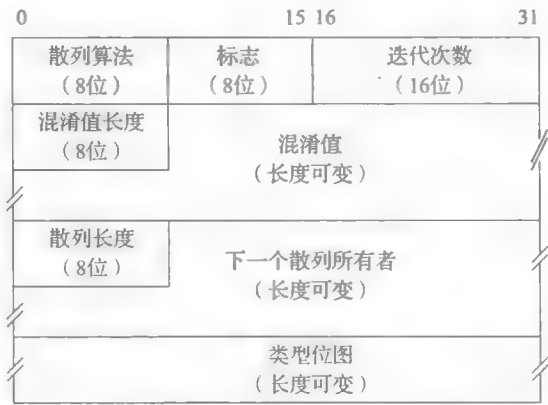 0 15 16 31
散列算法 标志 迭代次数
（8位） （8位） （16位）
混淆值长度
（8位）
混淆值
（长度可变）
散列长度
（8位）
下一个散列所有者
（长度可变）
类型位图
（长度可变）